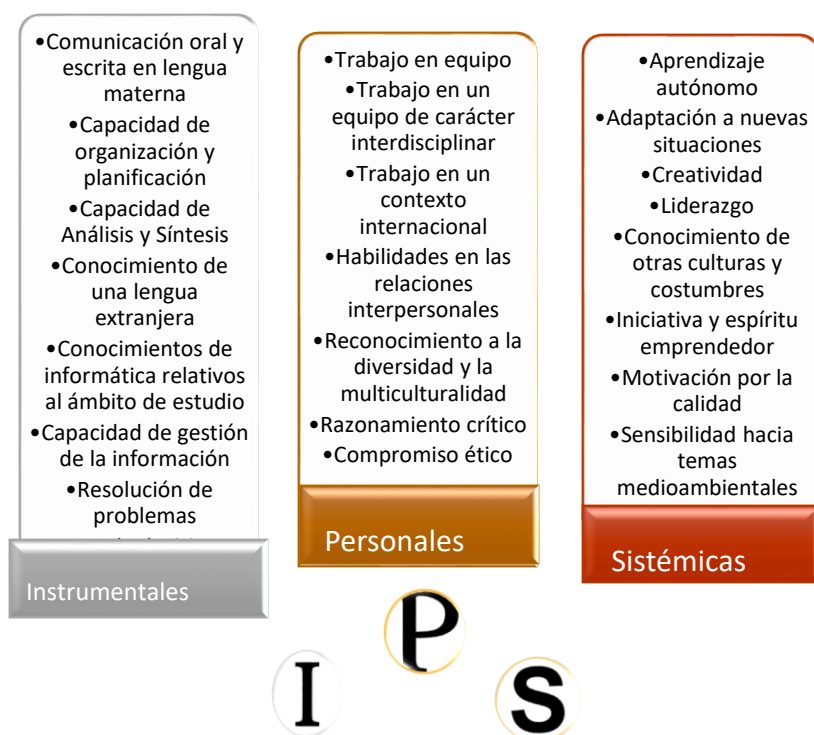 •Comunicación oral y
escrita en lengua
materna
•Capacidad de
organización y
planificación
•Capacidad de
Análisis y Síntesis
•Conocimiento de
una lengua
extranjera
•Conocimientos de
informática relativos
al ámbito de estudio
•Capacidad de gestión
de la información
•Resolución de
problemas
Instrumentales
•Trabajo en equipo
•Trabajo en un
equipo de carácter
interdisciplinar
•Trabajo en un
contexto
internacional
•Habilidades en las
relaciones
interpersonales
•Reconocimiento a la
diversidad y la
multiculturalidad
•Razonamiento crítico
•Compromiso ético
Personales
•Aprendizaje
autónomo
•Adaptación a nuevas
situaciones
•Creatividad
•Liderazgo
•Conocimiento de
otras culturas y
costumbres
•Iniciativa y espíritu
emprendedor
•Motivación por la
calidad
•Sensibilidad hacia
temas
medioambientales
Sistémicas
I
P
S